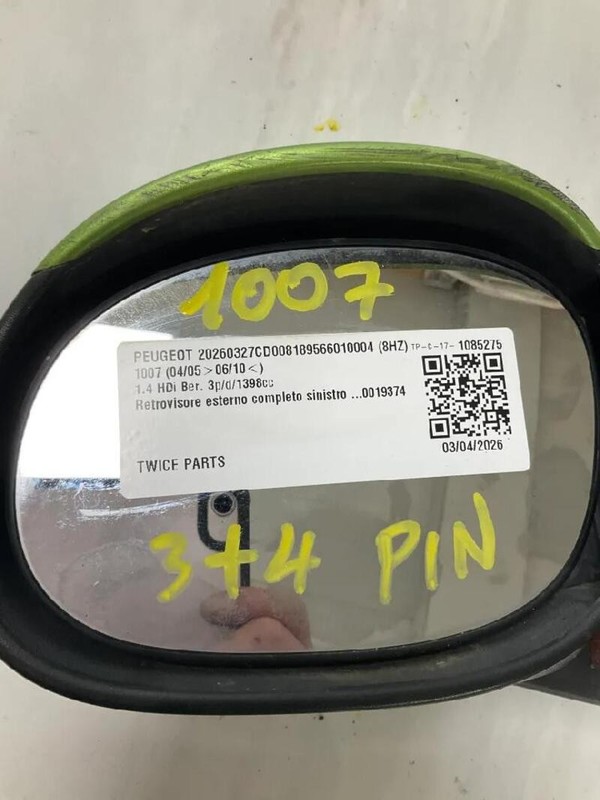 1007
PEUGEOT 20260327CD008189566010004 (8HZ) TP-C-17- 1085275
1007 (04/05 > 06/10 <)
1.4 HDi Ber. 3p/d/1398cc
Retrovisore esterno completo sinistro ...0019374
03/04/2026
TWICE PARTS
3+4 PIN